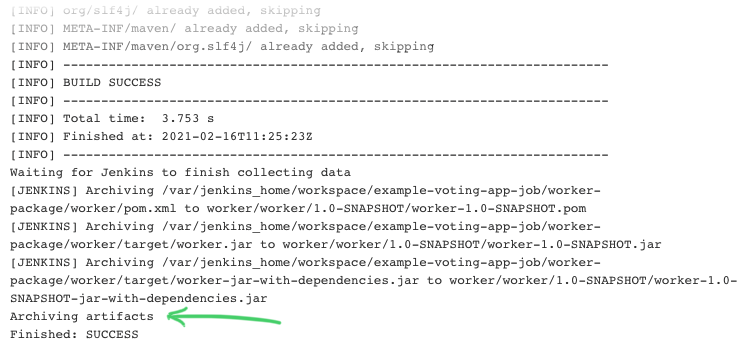 [INFO] org/slf4j/ already added, skipping
[INFO] META-INF/maven/ already added, skipping
[INFO] META-INF/maven/org.slf4j/ already added, skipping
[INFO] ------------------------------------------------------------------------
[INFO] BUILD SUCCESS
[INFO] ------------------------------------------------------------------------
[INFO] Total time:  3.753 s
[INFO] Finished at: 2021-02-16T11:25:23Z
[INFO] ------------------------------------------------------------------------
Waiting for Jenkins to finish collecting data
[JENKINS] Archiving /var/jenkins_home/workspace/example-voting-app-job/worker-
package/worker/pom.xml to worker/worker/1.0-SNAPSHOT/worker-1.0-SNAPSHOT.pom
[JENKINS] Archiving /var/jenkins_home/workspace/example-voting-app-job/worker-
package/worker/target/worker.jar to worker/worker/1.0-SNAPSHOT/worker-1.0-SNAPSHOT.jar
[JENKINS] Archiving /var/jenkins_home/workspace/example-voting-app-job/worker-
package/worker/target/worker-jar-with-dependencies.jar to worker/worker/1.0-SNAPSHOT/worker-1.0-
SNAPSHOT-jar-with-dependencies.jar
Archiving artifacts
Finished: SUCCESS